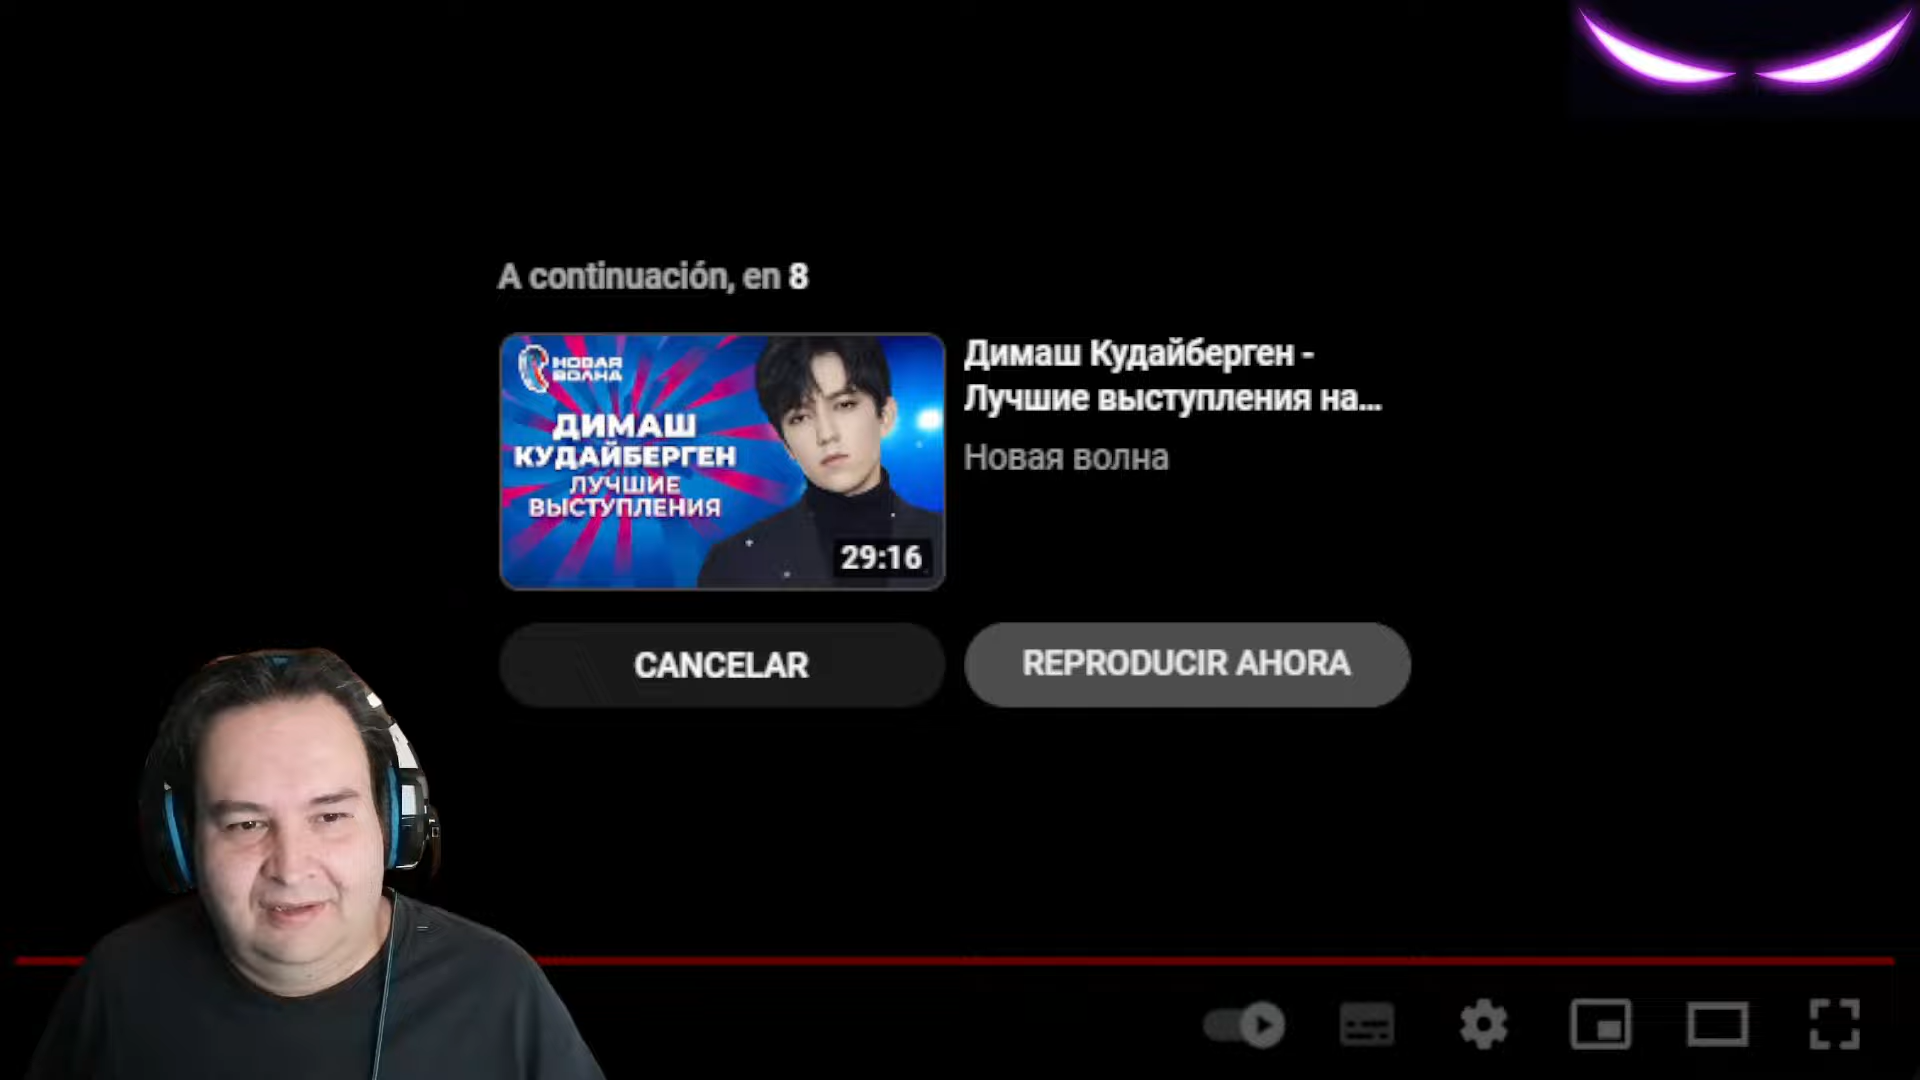 A continuación, en 8
НОВАЯ
ВОЛНА
ДИМАШ
КУДАЙБЕРГЕН
ЛУЧШИЕ
ВЫСТУПЛЕНИЯ
29:16
Димаш Кудайберген -
Лучшие выступления на...
Новая волна
CANCELAR
REPRODUCIR AHORA